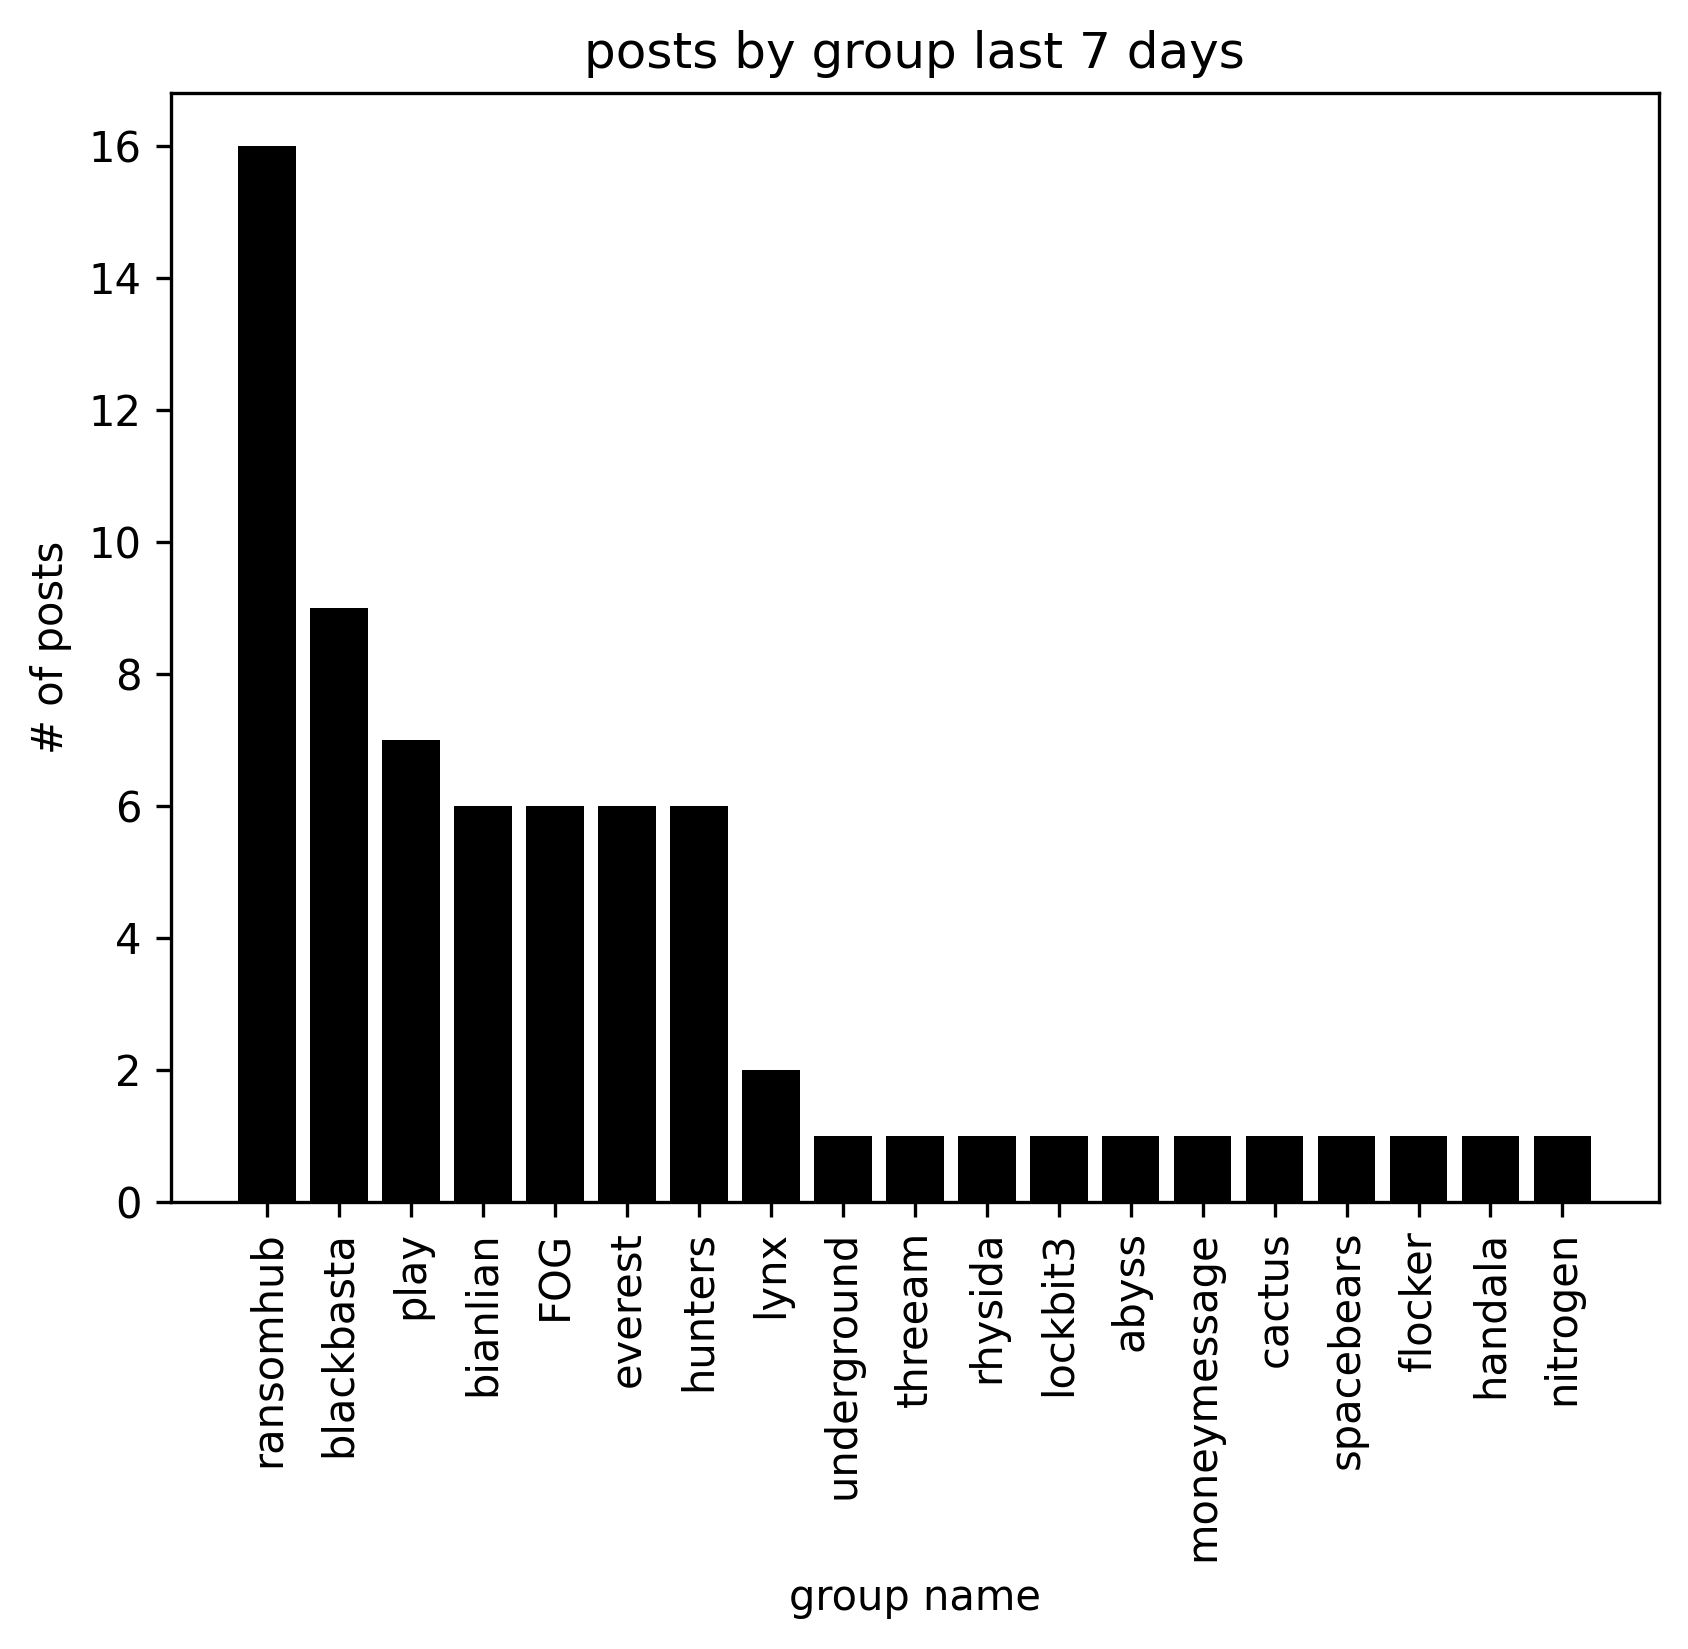 posts by group last 7 days
16
14
12
10
8
6
4
2
0
# of posts
ransomhub
blackbasta
play
bianlian
FOG
everest
hunters
lynx
underground
threeam
rhysida
lockbit3
abyss
moneymessage
cactus
spacebears
flocker
handala
nitrogen
group name